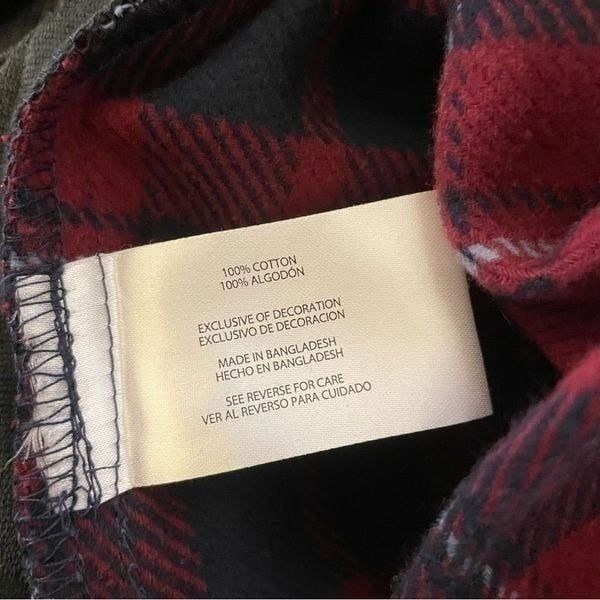 100% COTTON
100% ALGODÓN
EXCLUSIVE OF DECORATION
EXCLUSIVO DE DECORACION
MADE IN BANGLADESH
HECHO EN BANGLADESH
SEE REVERSE FOR CARE
VER AL REVERSO PARA CUIDADO